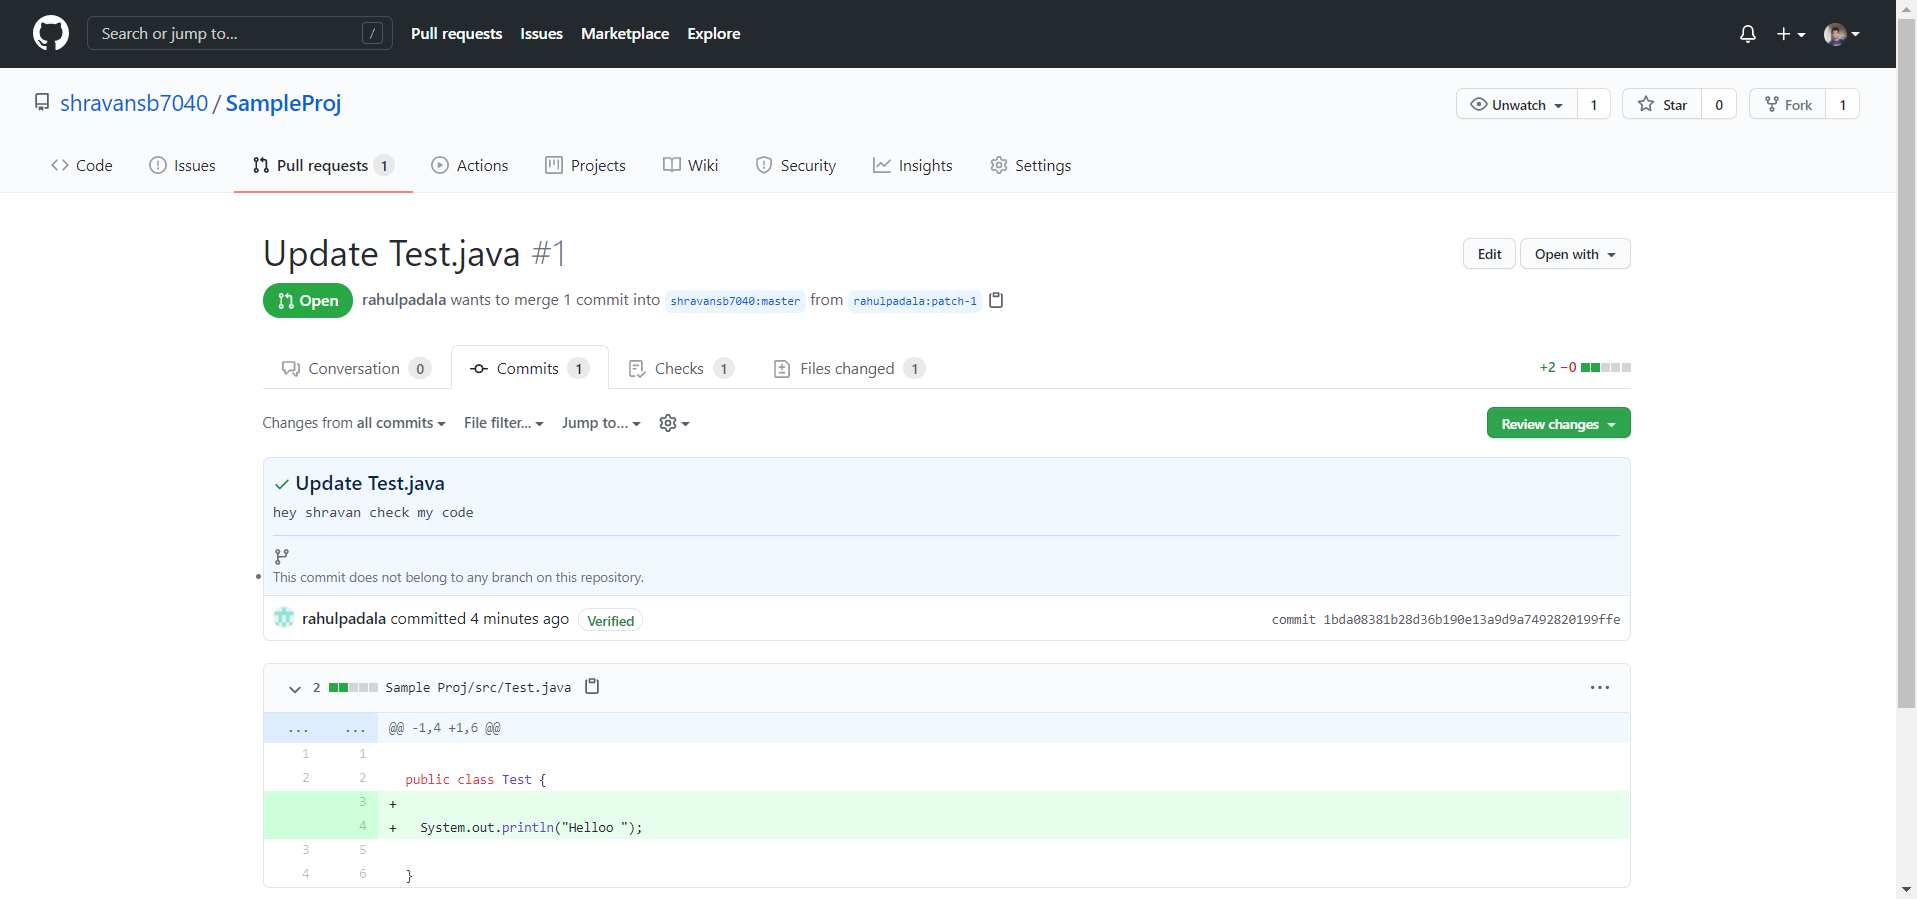 Search or jump to... / Pull requests Issues Marketplace Explore
shravansb7040 / SampleProj Unwatch 1 Star 0 Fork 1
Code Issues Pull requests 1 Actions Projects Wiki Security Insights Settings
Update Test.java #1 Edit Open with
Open rahulpadala wants to merge 1 commit into shravansb7040:master from rahulpadala:patch-1
Conversation 0 Commits 1 Checks 1 Files changed 1 +2 −0
Changes from all commits File filter... Jump to... Review changes
Update Test.java
hey shravan check my code
This commit does not belong to any branch on this repository.
rahulpadala committed 4 minutes ago Verified commit 1bda08381b28d36b190e13a9d9a7492820199ffe
2 Sample Proj/src/Test.java ...
... ... @@ -1,4 +1,6 @@
1 1
2 2 public class Test {
3 +
4 + System.out.println("Helloo ");
3 5
4 6 }